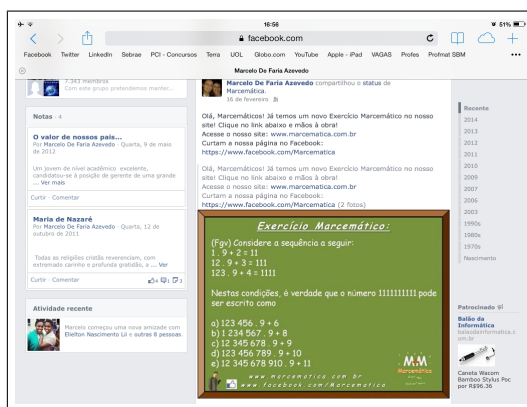 16:56
51%
facebook.com
Facebook Twitter LinkedIn Sebrae PCI - Concursos Terra UOL Globo.com YouTube Apple - iPad VAGAS Profes Profmat SBM
Marcelo De Faria Azevedo
7.343 membros
Com este grupo pretendemos manter...
Notas · 4
O valor de nossos pais...
Por Marcelo De Faria Azevedo · Quarta, 9 de maio
de 2012
Um jovem de nível acadêmico excelente,
candidatou-se à posição de gerente de uma grande
... Ver mais
Curtir · Comentar
Maria de Nazaré
Por Marcelo De Faria Azevedo · Quarta, 12 de
outubro de 2011
Todas as religiões cristãs reverenciam, com
extremado carinho e profunda gratidão, a ... Ver
Curtir · Comentar
Atividade recente
Marcelo começou uma nova amizade com
Elielton Nascimento Lil e outras 8 pessoas.
Marcelo De Faria Azevedo compartilhou o status de
Marcemática.
16 de fevereiro
Olá, Marcemáticos! Já temos um novo Exercício Marcemático no nosso
site! Clique no link abaixo e mãos à obra!
Acesse o nosso site: www.marcematica.com.br
Curtam a nossa página no Facebook:
https://www.facebook.com/Marcematica
Olá, Marcemáticos! Já temos um novo Exercício Marcemático no nosso
site! Clique no link abaixo e mãos à obra!
Acesse o nosso site: www.marcematica.com.br
Curtam a nossa página no Facebook:
https://www.facebook.com/Marcematica (2 fotos)
Exercício Marcemático:
(Fgv) Considere a sequência a seguir:
1 . 9 + 2 = 11
12 . 9 + 3 = 111
123 . 9 + 4 = 1111
Nestas condições, é verdade que o número 1111111111 pode
ser escrito como
a) 123 456 . 9 + 6
b) 1 234 567 . 9 + 8
c) 12 345 678 . 9 + 9
d) 123 456 789 . 9 + 10
e) 12 345 678 910 . 9 + 11
Marcemática
www.marcematica.com.br
www.facebook.com/Marcematica
Recente
2014
2013
2012
2011
2010
2009
2007
2006
2003
1990s
1980s
1970s
Nascimento
Patrocinado
Balão da
Informática
balaodainformatica.c
om.br
Caneta Wacom
Bamboo Stylus Poc
por R$96.36